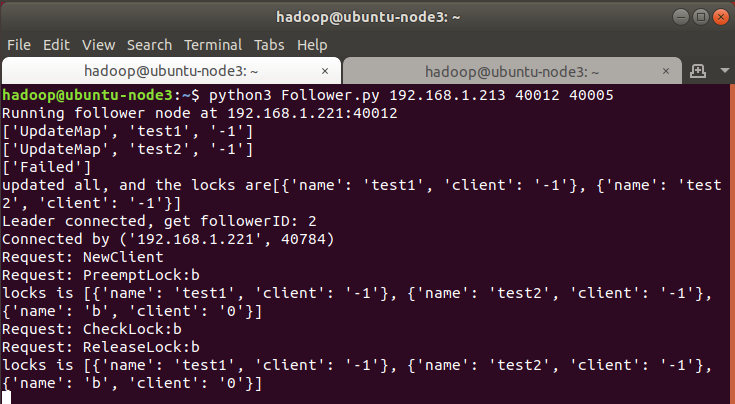 hadoop@ubuntu-node3: ~
File Edit View Search Terminal Tabs Help
hadoop@ubuntu-node3: ~ × hadoop@ubuntu-node3: ~ ×
hadoop@ubuntu-node3:~$ python3 Follower.py 192.168.1.213 40012 40005
Running follower node at 192.168.1.221:40012
['UpdateMap', 'test1', '-1']
['UpdateMap', 'test2', '-1']
['Failed']
updated all, and the locks are[{'name': 'test1', 'client': '-1'}, {'name': 'test
2', 'client': '-1'}]
Leader connected, get followerID: 2
Connected by ('192.168.1.221', 40784)
Request: NewClient
Request: PreemptLock:b
locks is [{'name': 'test1', 'client': '-1'}, {'name': 'test2', 'client': '-1'},
{'name': 'b', 'client': '0'}]
Request: CheckLock:b
Request: ReleaseLock:b
locks is [{'name': 'test1', 'client': '-1'}, {'name': 'test2', 'client': '-1'},
{'name': 'b', 'client': '0'}]